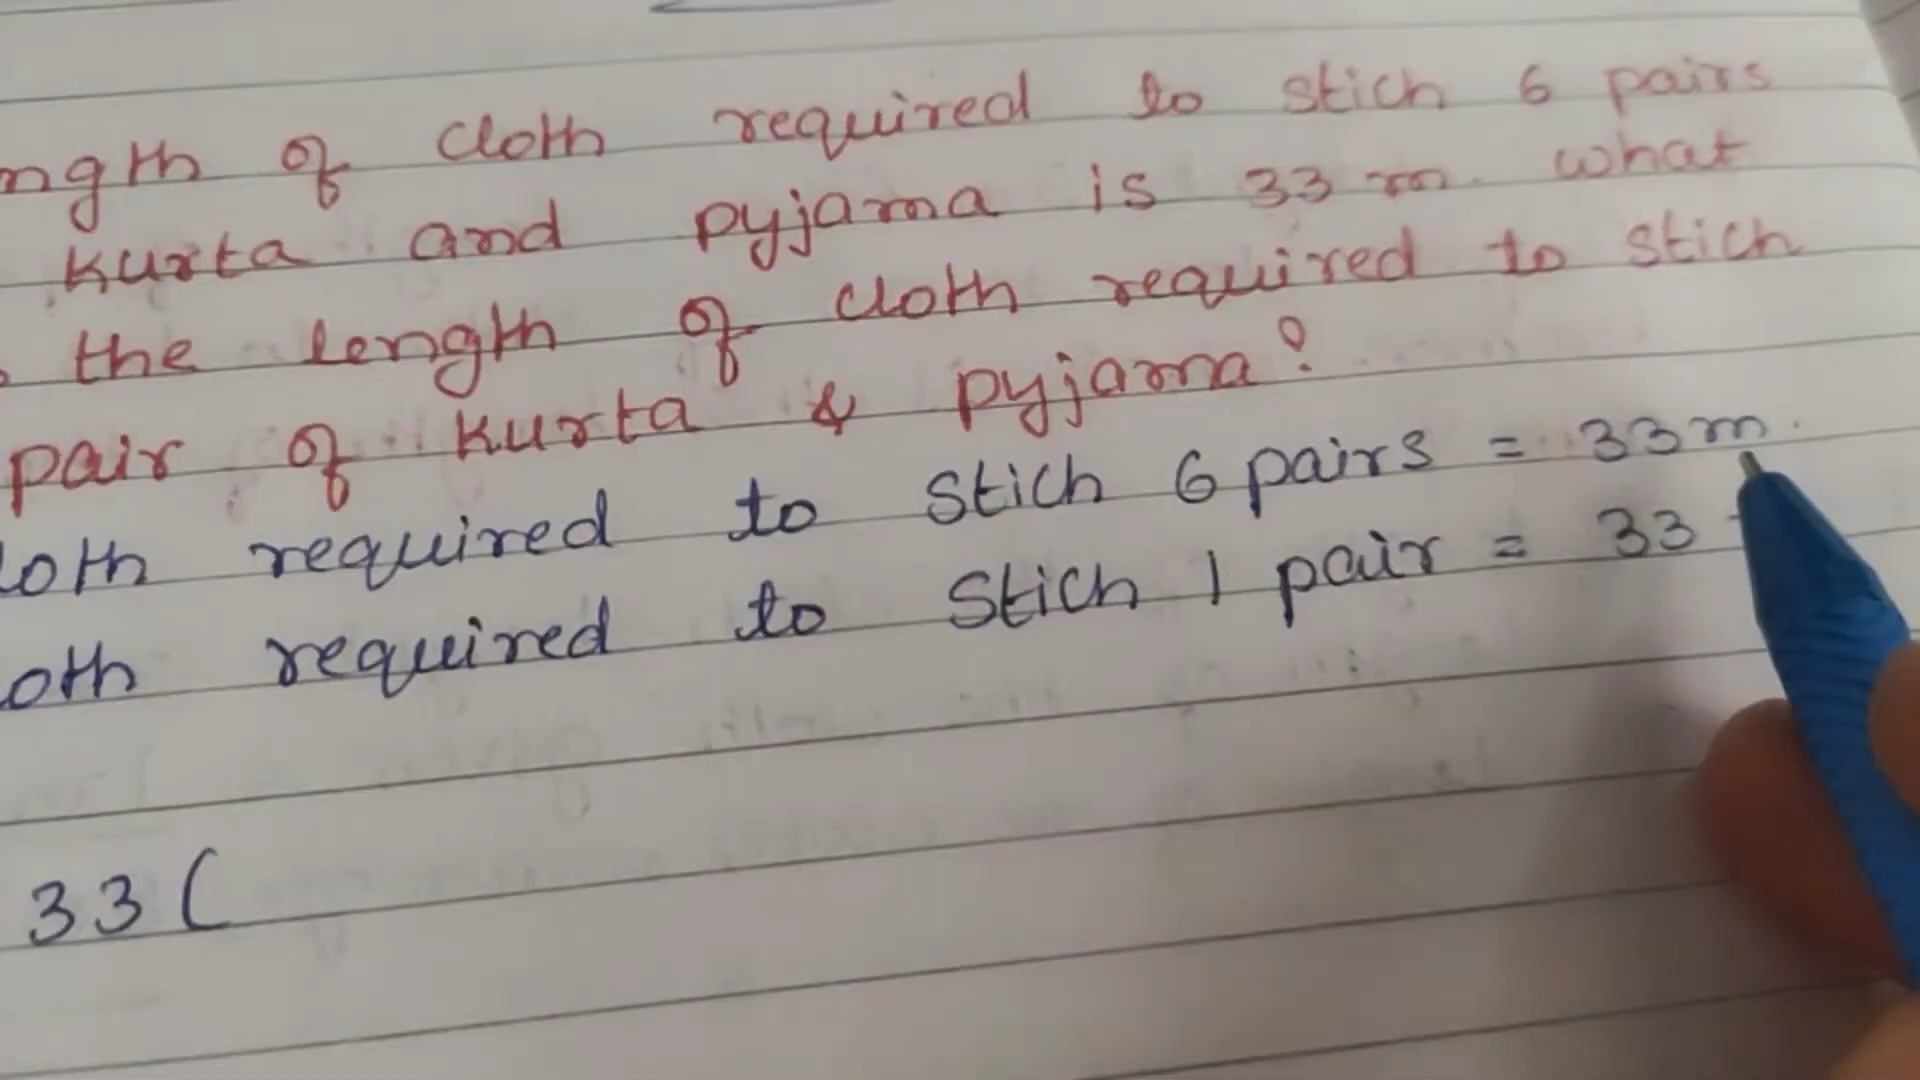 ngth of cloth required to stich 6 pairs
kurta and pyjama is 33 m. what
the length of cloth required to stich
pair of kurta & pyjama?
loth required to stich 6 pairs = 33 m.
oth required to stich 1 pair = 33
33 (